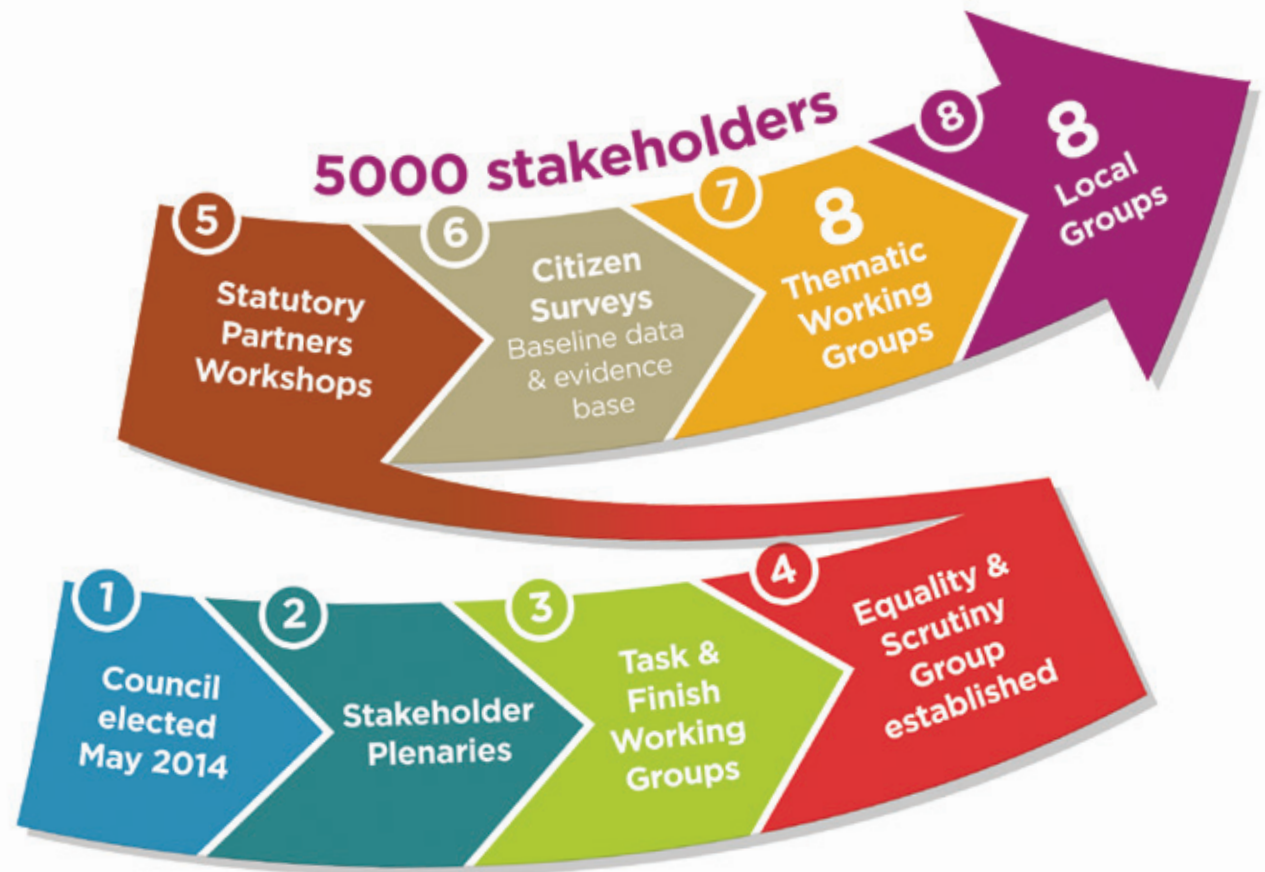 5000 stakeholders
1
Council
elected
May 2014
2
Stakeholder
Plenaries
3
Task &
Finish
Working
Groups
4
Equality &
Scrutiny
Group
established
5
Statutory
Partners
Workshops
6
Citizen
Surveys
Baseline data
& evidence
base
7
8
Thematic
Working
Groups
8
8
Local
Groups